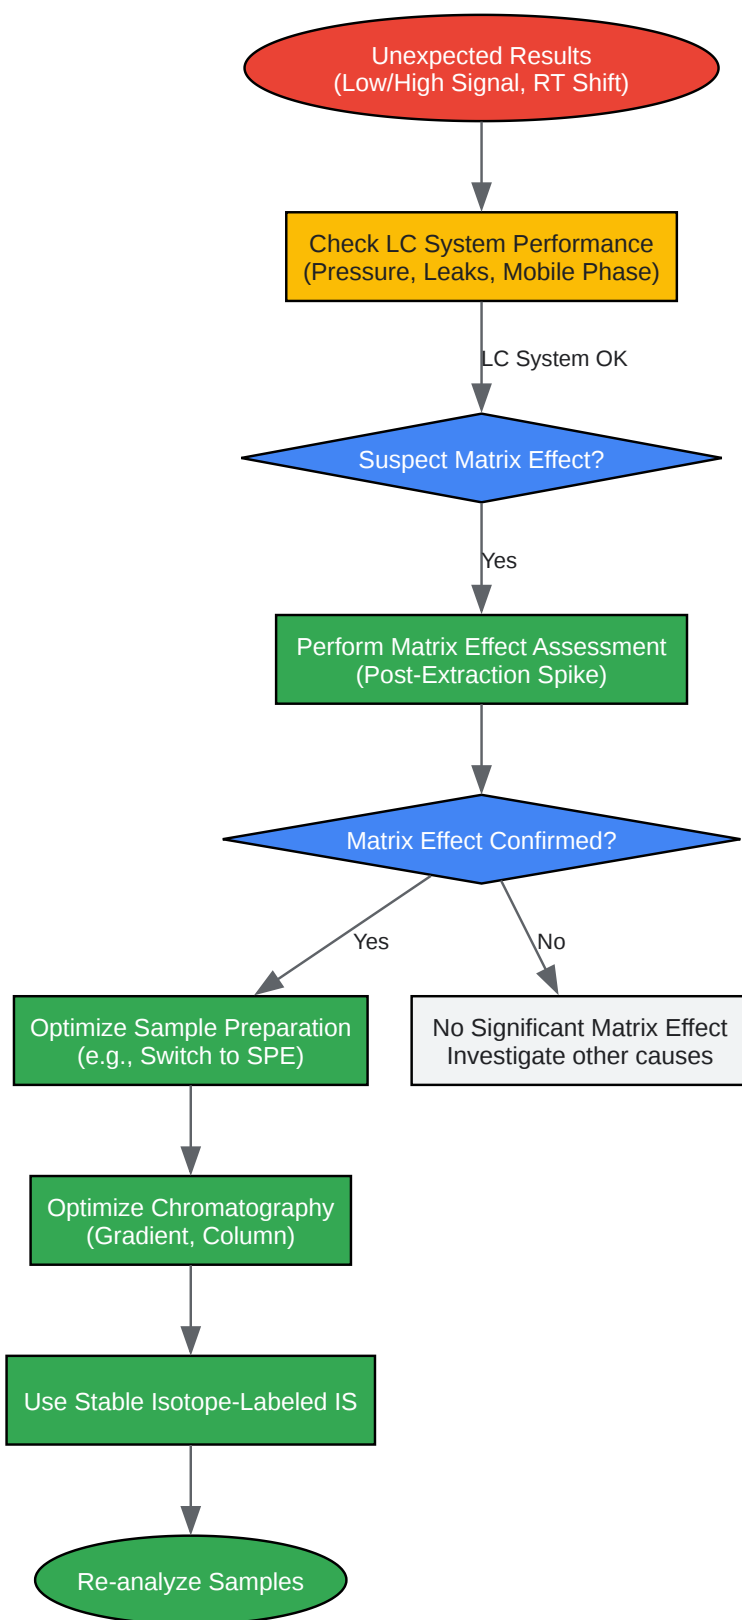 Unexpected Results
(Low/High Signal, RT Shift)
Check LC System Performance
(Pressure, Leaks, Mobile Phase)
LC System OK
Suspect Matrix Effect?
Yes
Perform Matrix Effect Assessment
(Post-Extraction Spike)
Matrix Effect Confirmed?
Yes
No
Optimize Sample Preparation
(e.g., Switch to SPE)
No Significant Matrix Effect
Investigate other causes
Optimize Chromatography
(Gradient, Column)
Use Stable Isotope-Labeled IS
Re-analyze Samples